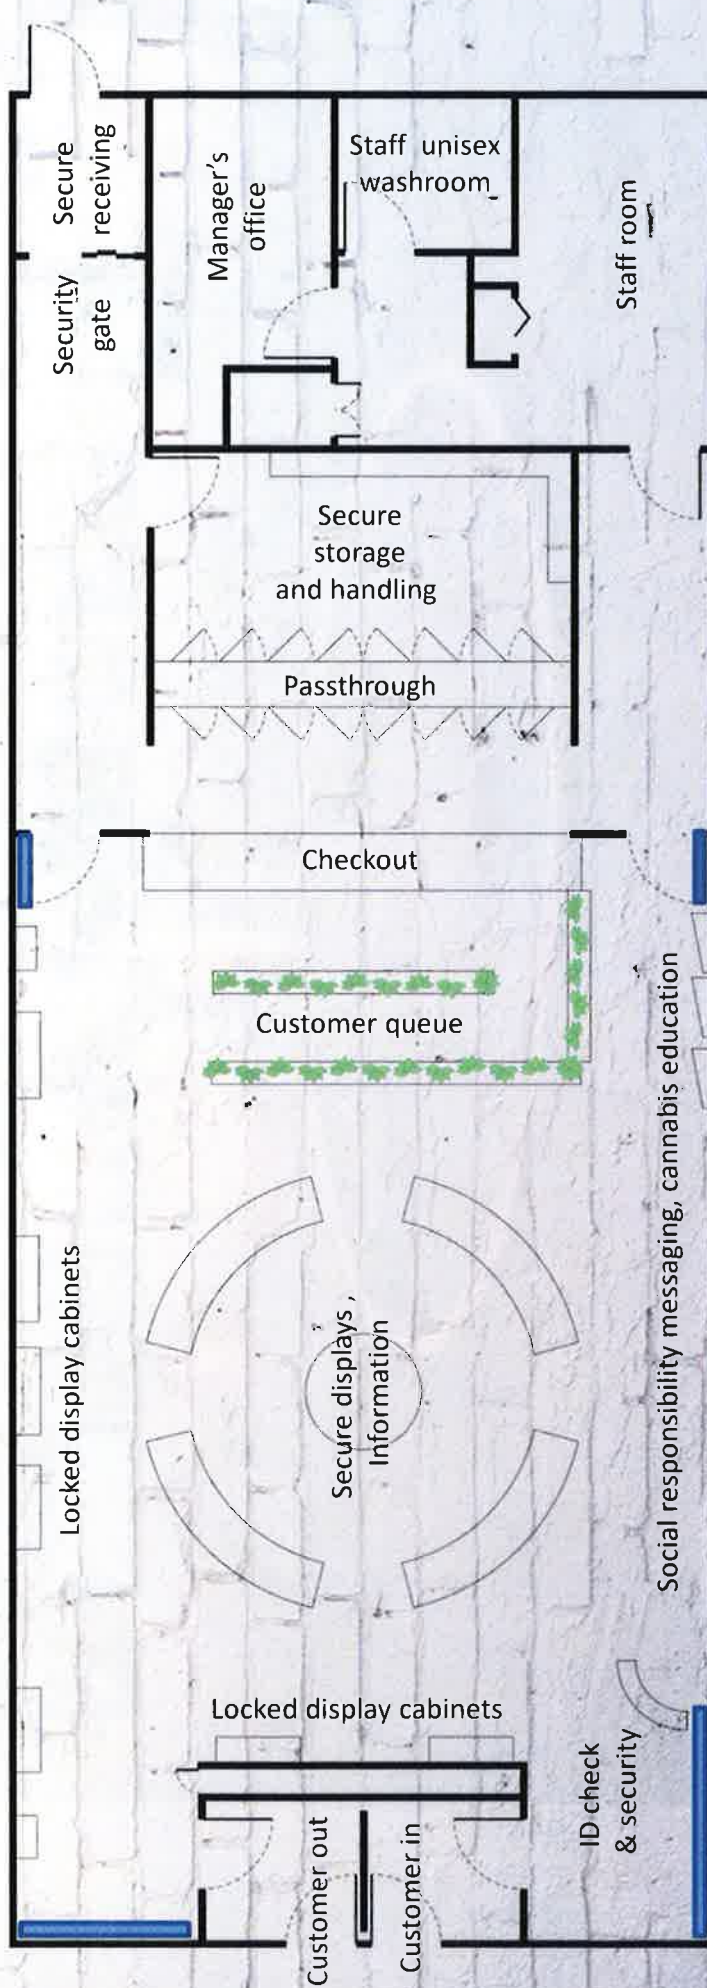 Secure
receiving
Security
gate
Manager's
office
Staff unisex
washroom
Staff room
Secure
storage
and handling
Passthrough
Checkout
Customer queue
Locked display cabinets
Secure displays ,
Information
Social responsibility messaging, cannabis education
Locked display cabinets
ID check
& security
Customer out
Customer in